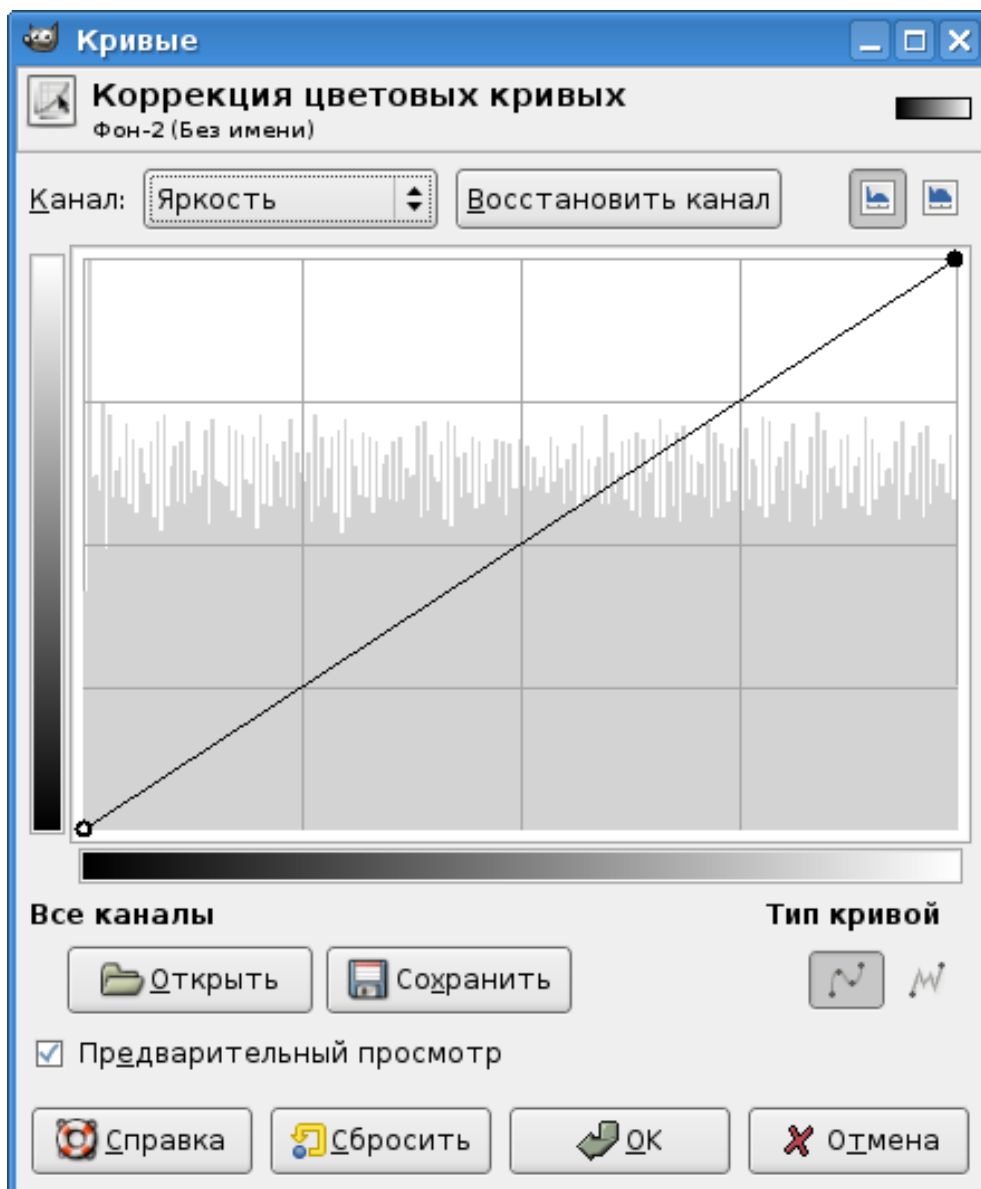 Кривые
Коррекция цветовых кривых
Фон-2 (Без имени)
Канал: Яркость Восстановить канал
Все каналы Тип кривой
Открыть Сохранить
Предварительный просмотр
Справка Сбросить OK Отмена